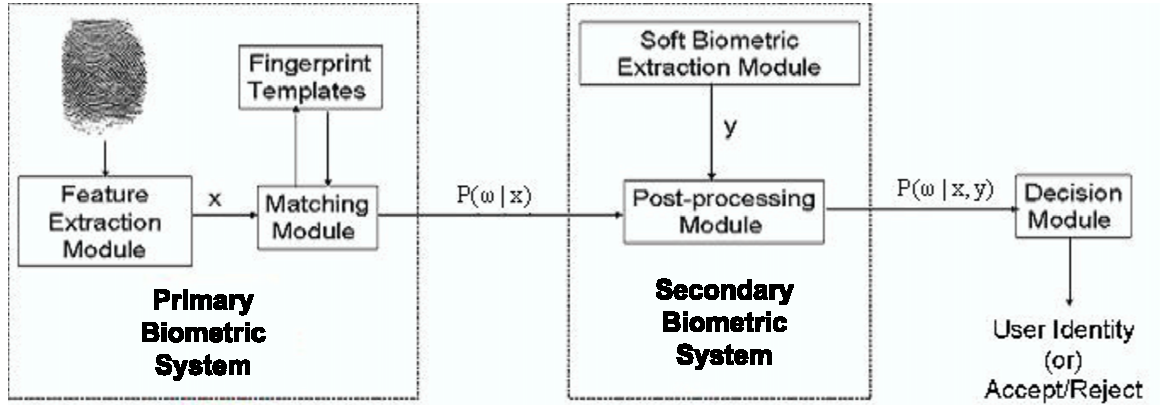 Fingerprint
Templates
Feature
Extraction
Module
x
Matching
Module
Primary
Biometric
System
P(ω | x)
Soft Biometric
Extraction Module
y
Post-processing
Module
Secondary
Biometric
System
P(ω | x, y)
Decision
Module
User Identity
(or)
Accept/Reject